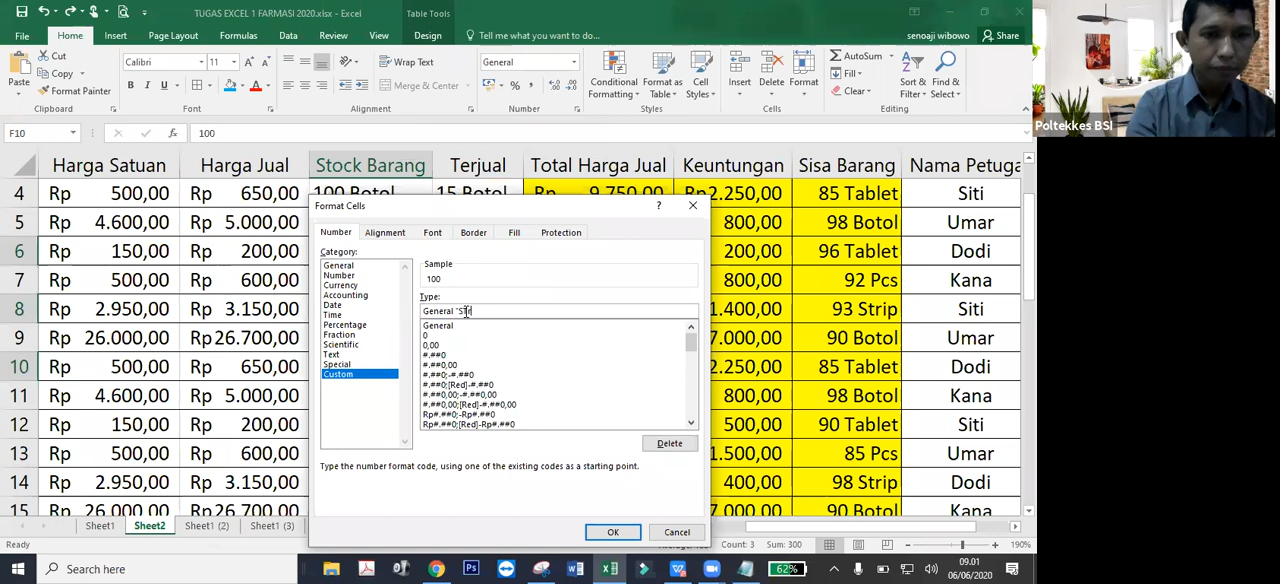 TUGAS EXCEL 1 FARMASI 2020.xlsx - Excel
Table Tools
File Home Insert Page Layout Formulas Data Review View Design Tell me what you want to do... senoaji wibowo Share
Paste Cut Copy Format Painter
Calibri 11 Wrap Text General AutoSum
B I U Merge & Center Conditional Formatting Format as Table Cell Styles Insert Delete Format Fill Clear Sort & Filter Find & Select
Clipboard Font Alignment Number Styles Cells Editing
Poltekkes BSI
F10 fx 100
Harga Satuan Harga Jual Stock Barang Terjual Total Harga Jual Keuntungan Sisa Barang Nama Petuga
4 Rp 500,00 Rp 650,00 100 Botol 15 Botol Rp 9.750,00 Rp2.250,00 85 Tablet Siti
5 Rp 4.600,00 Rp 5.000,00 800,00 98 Botol Umar
6 Rp 150,00 Rp 200,00 200,00 96 Tablet Dodi
7 Rp 500,00 Rp 600,00 800,00 92 Pcs Kana
8 Rp 2.950,00 Rp 3.150,00 1.400,00 93 Strip Siti
9 Rp 26.000,00 Rp 26.700,00 7.000,00 90 Botol Umar
10 Rp 500,00 Rp 650,00 2.250,00 85 Tablet Dodi
11 Rp 4.600,00 Rp 5.000,00 800,00 98 Botol Kana
12 Rp 150,00 Rp 200,00 500,00 90 Tablet Siti
13 Rp 500,00 Rp 600,00 1.500,00 85 Pcs Umar
14 Rp 2.950,00 Rp 3.150,00 400,00 98 Strip Dodi
15 Rp 26.000,00 Rp 26.700,00 7.000,00 90 Botol Kana
Format Cells ?
Number Alignment Font Border Fill Protection
Category:
General
Number
Currency
Accounting
Date
Time
Percentage
Fraction
Scientific
Text
Special
Custom
Sample
100
Type:
General
0
0,00
#.##0
#.##0,00
#.##0;-#.##0
#.##0;[Red]-#.##0
#.##0,00;-#.##0,00
#.##0,00;[Red]-#.##0,00
Rp#.##0;-Rp#.##0
Rp#.##0;[Red]-Rp#.##0
Delete
Type the number format code, using one of the existing codes as a starting point.
OK Cancel
Sheet1 Sheet2 Sheet1 (2) Sheet1 (3)
Ready Count: 3 Sum: 300 190%
Search here 62% 09.01
06/06/2020